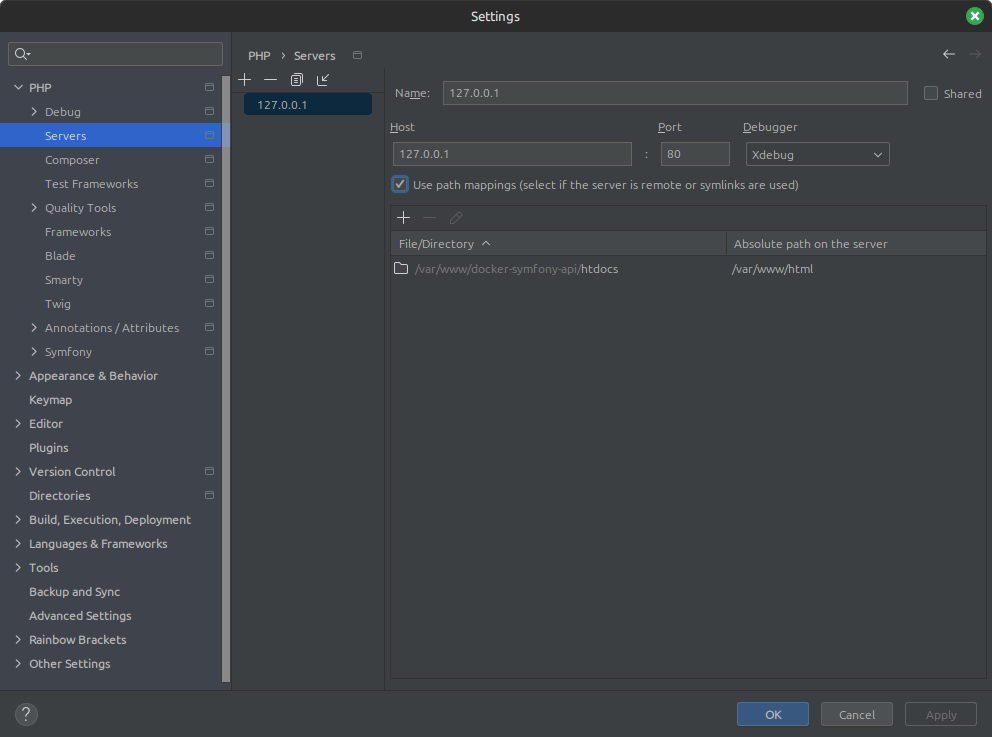 Settings
PHP › Servers
PHP
Debug
Servers
Composer
Test Frameworks
Quality Tools
Frameworks
Blade
Smarty
Twig
Annotations / Attributes
Symfony
Appearance & Behavior
Keymap
Editor
Plugins
Version Control
Directories
Build, Execution, Deployment
Languages & Frameworks
Tools
Backup and Sync
Advanced Settings
Rainbow Brackets
Other Settings
127.0.0.1
Name: 127.0.0.1 Shared
Host Port Debugger
127.0.0.1 : 80 Xdebug
Use path mappings (select if the server is remote or symlinks are used)
File/Directory Absolute path on the server
/var/www/docker-symfony-api/htdocs /var/www/html
? OK Cancel Apply